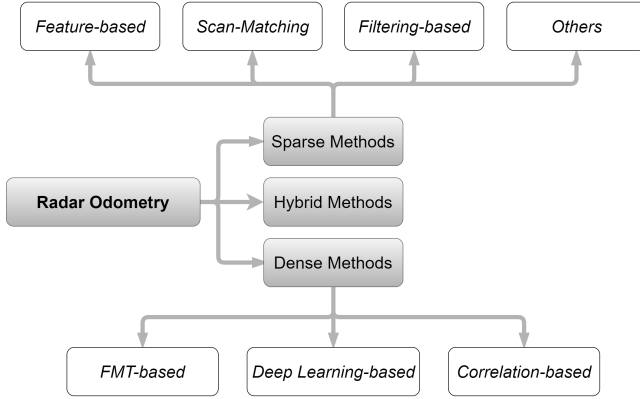 Feature-based
Scan-Matching
Filtering-based
Others
Sparse Methods
Radar Odometry
Hybrid Methods
Dense Methods
FMT-based
Deep Learning-based
Correlation-based